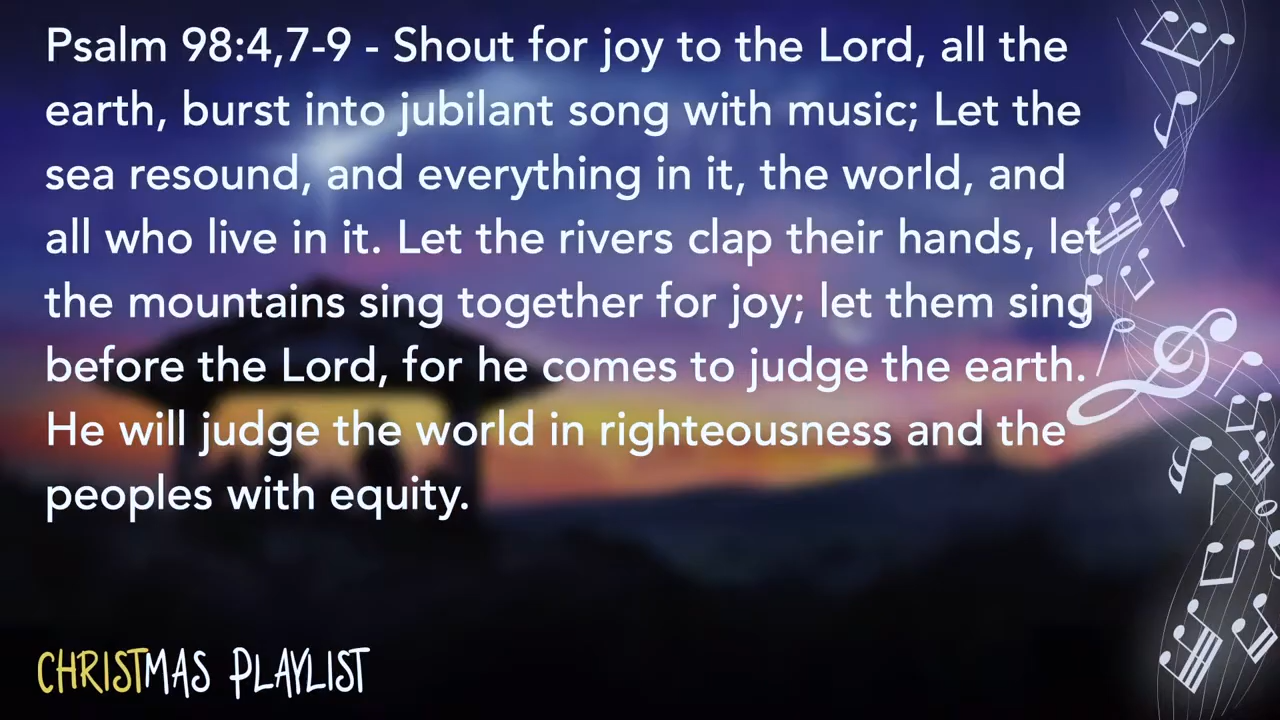 Psalm 98:4,7-9 - Shout for joy to the Lord, all the
earth, burst into jubilant song with music; Let the
sea resound, and everything in it, the world, and
all who live in it. Let the rivers clap their hands, let
the mountains sing together for joy; let them sing
before the Lord, for he comes to judge the earth.
He will judge the world in righteousness and the
peoples with equity.
CHRISTMAS PLAYLIST